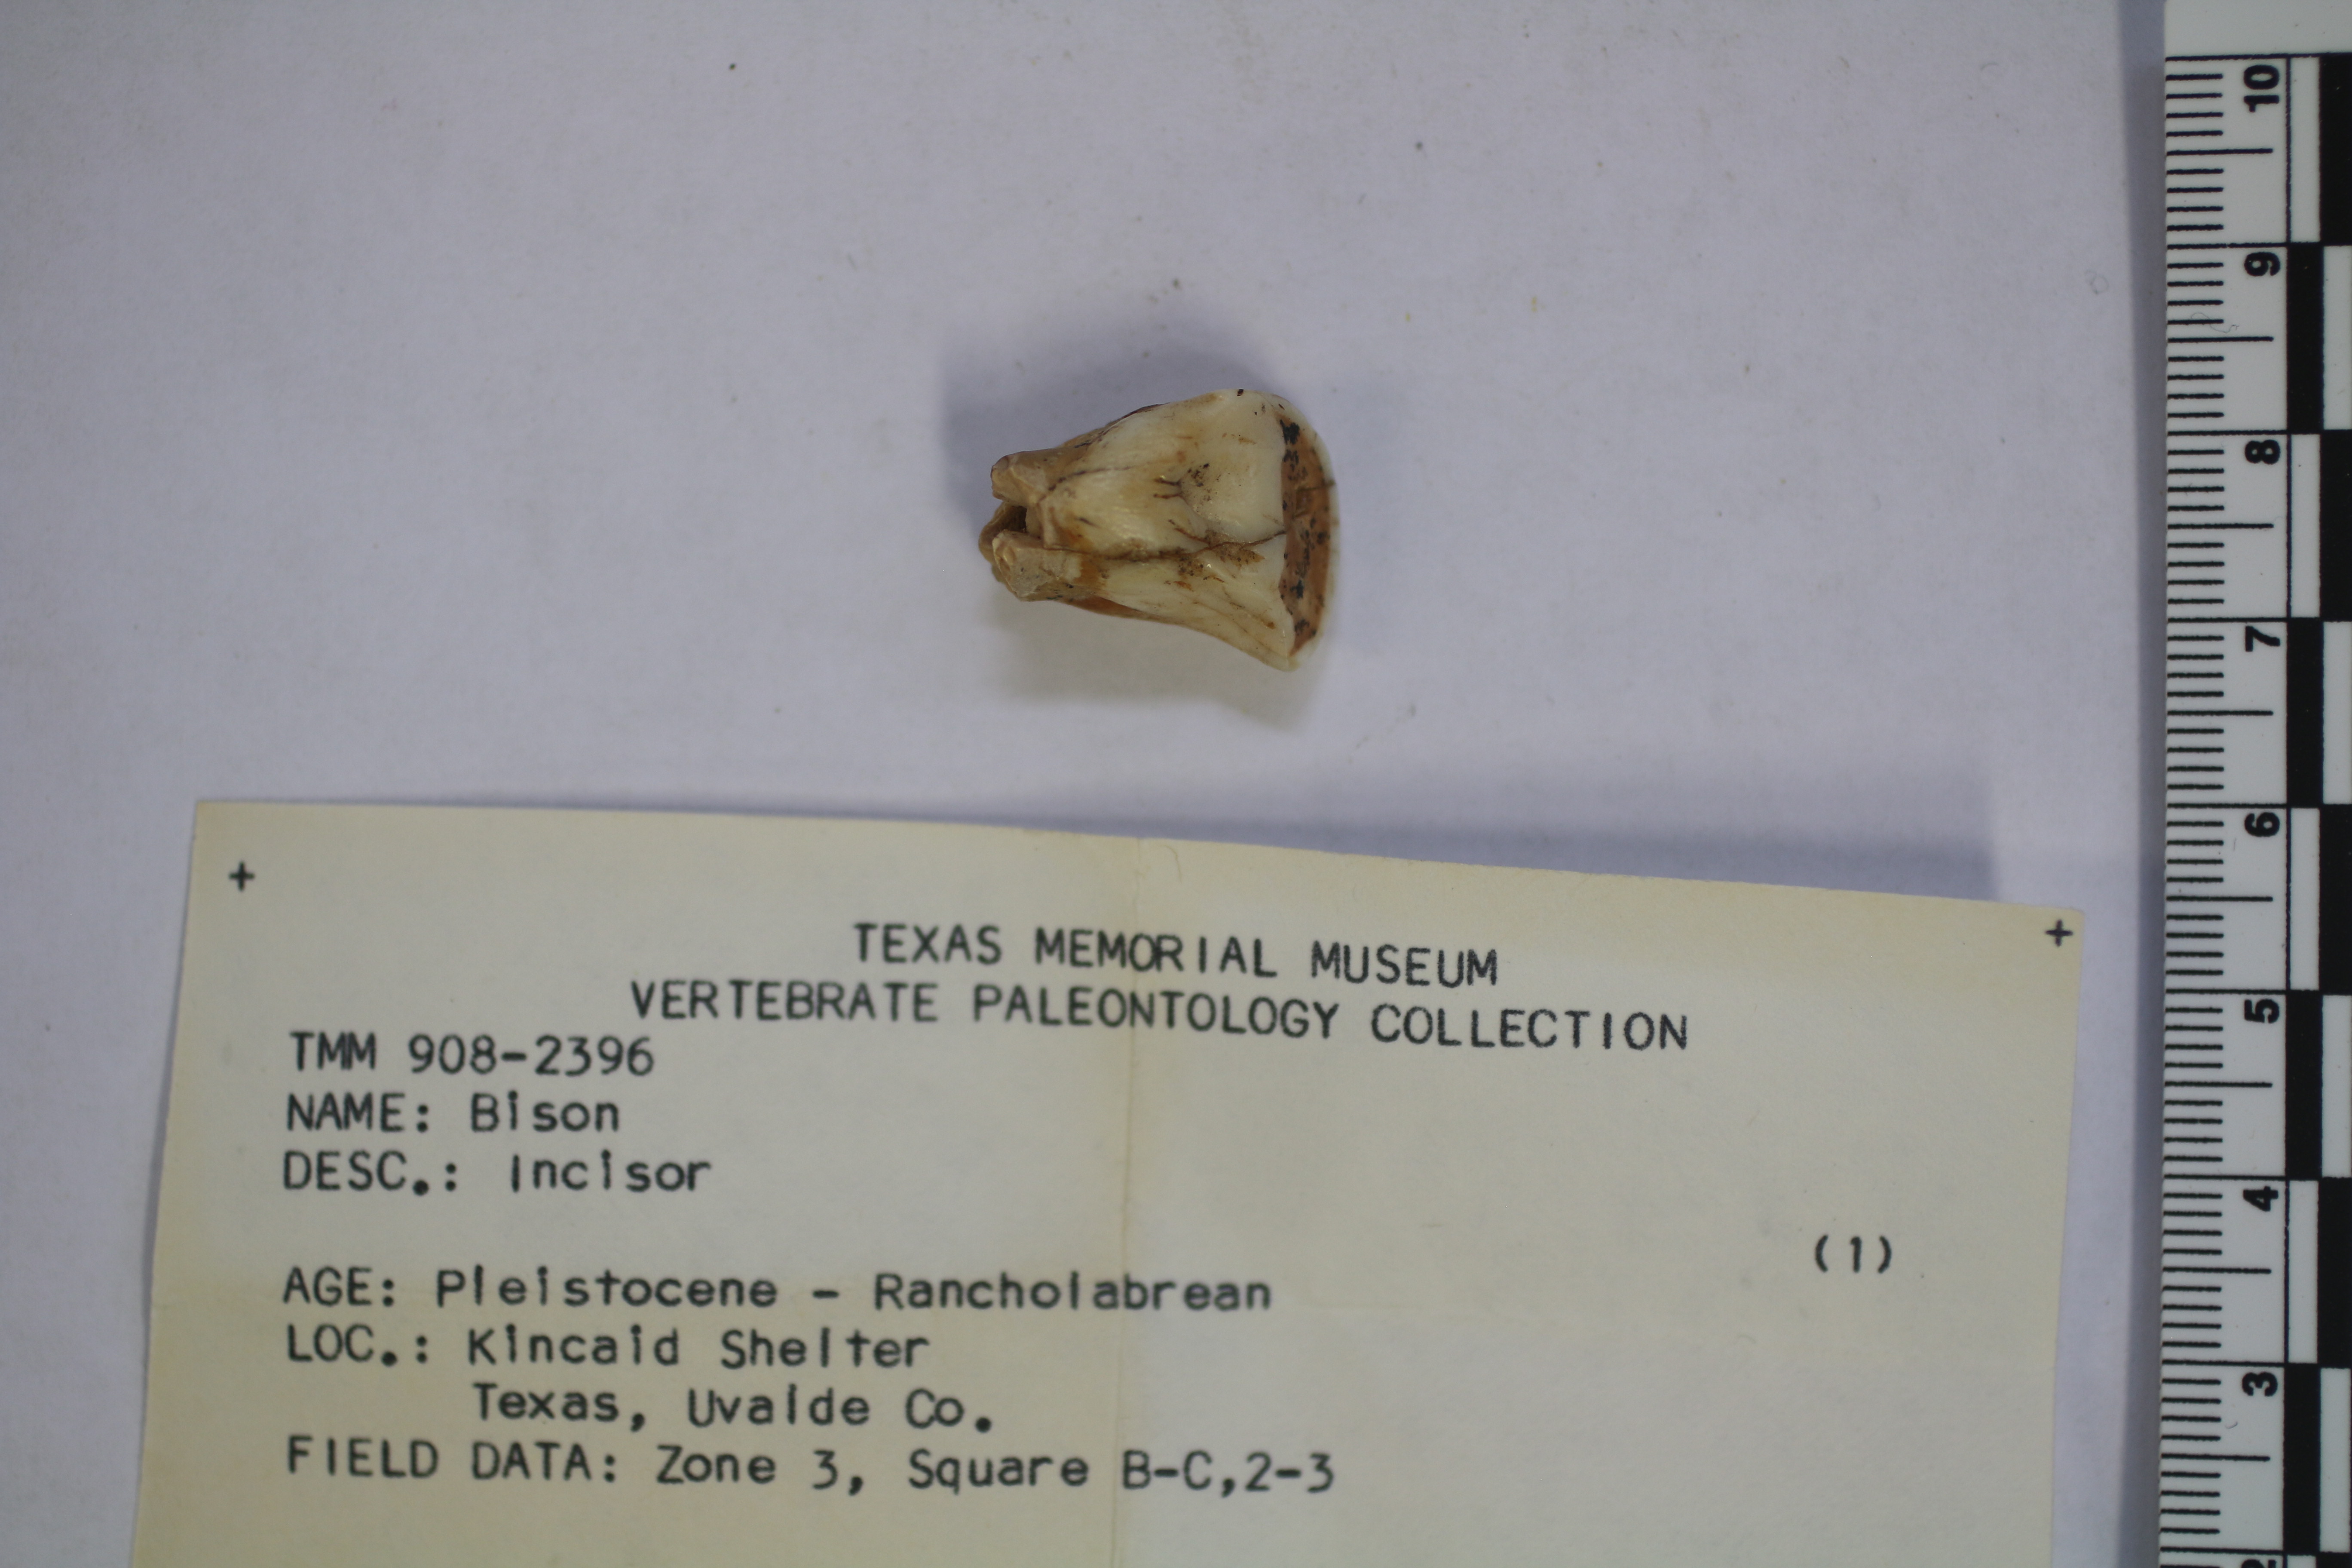 + +
TEXAS MEMORIAL MUSEUM
VERTEBRATE PALEONTOLOGY COLLECTION
TMM 908-2396
NAME: Bison
DESC.: Incisor
(1)
AGE: Pleistocene - Rancholabrean
LOC.: Kincaid Shelter
Texas, Uvalde Co.
FIELD DATA: Zone 3, Square B-C,2-3
10
9
8
7
6
5
4
3